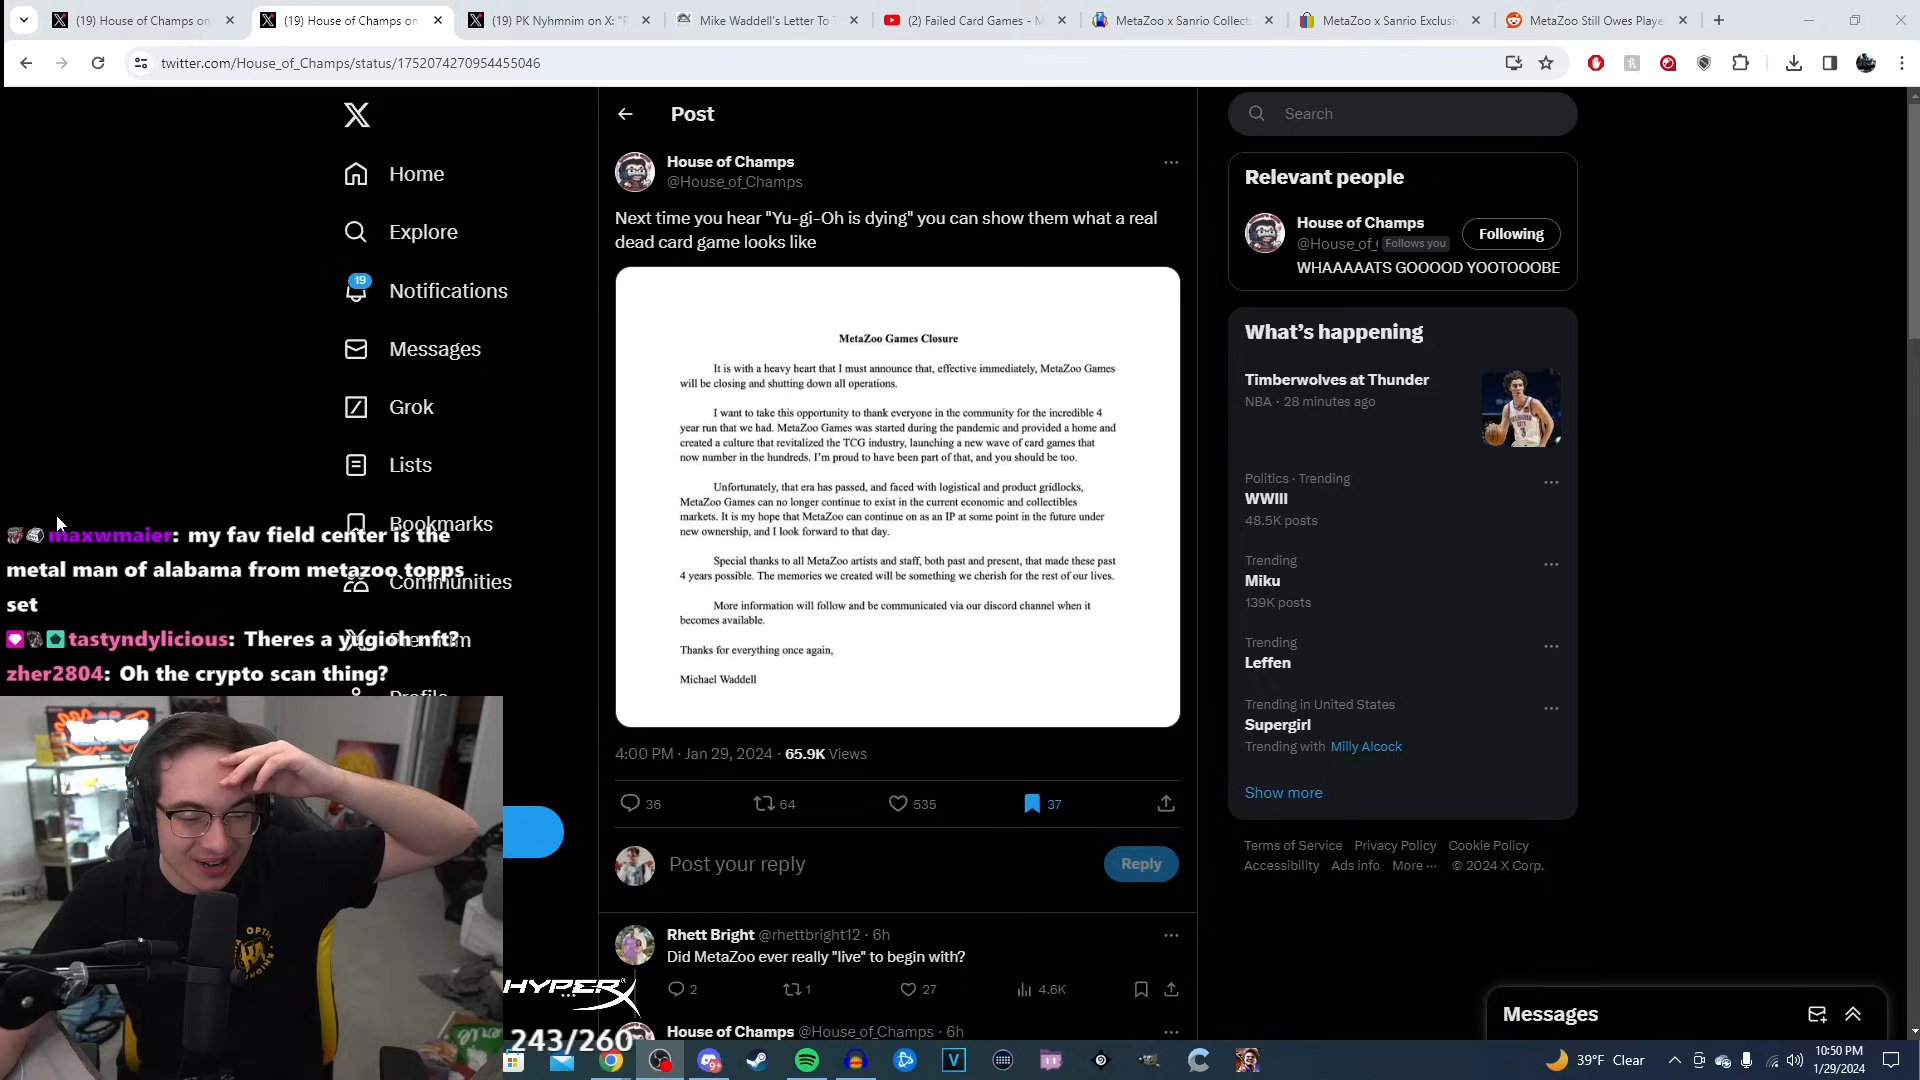 (19) House of Champs on
(19) House of Champs on
(19) PK Nyhmnim on X: "P
Mike Waddell's Letter To T
(2) Failed Card Games - M
MetaZoo x Sanrio Collecti
MetaZoo x Sanrio Exclusiv
MetaZoo Still Owes Playe
twitter.com/House_of_Champs/status/1752074270954455046
Home
Explore
19
Notifications
Messages
Grok
Lists
Bookmarks
Communities
maxwmaier: my fav field center is the
metal man of alabama from metazoo topps
set
tastyndylicious: Theres a yugioh nft?
zher2804: Oh the crypto scan thing?
Profile
Post
House of Champs
@House_of_Champs
Next time you hear "Yu-gi-Oh is dying" you can show them what a real
dead card game looks like
MetaZoo Games Closure
It is with a heavy heart that I must announce that, effective immediately, MetaZoo Games
will be closing and shutting down all operations.
I want to take this opportunity to thank everyone in the community for the incredible 4
year run that we had. MetaZoo Games was started during the pandemic and provided a home and
created a culture that revitalized the TCG industry, launching a new wave of card games that
now number in the hundreds. I'm proud to have been part of that, and you should be too.
Unfortunately, that era has passed, and faced with logistical and product gridlocks,
MetaZoo Games can no longer continue to exist in the current economic and collectibles
markets. It is my hope that MetaZoo can continue on as an IP at some point in the future under
new ownership, and I look forward to that day.
Special thanks to all MetaZoo artists and staff, both past and present, that made these past
4 years possible. The memories we created will be something we cherish for the rest of our lives.
More information will follow and be communicated via our discord channel when it
becomes available.
Thanks for everything once again,
Michael Waddell
4:00 PM · Jan 29, 2024 · 65.9K Views
36
64
535
37
Post your reply
Reply
Rhett Bright @rhettbright12 · 6h
Did MetaZoo ever really "live" to begin with?
2
1
27
4.6K
House of Champs @House_of_Champs · 6h
Search
Relevant people
House of Champs
@House_of_( Follows you
Following
WHAAAAATS GOOOOD YOOTOOOBE
What's happening
Timberwolves at Thunder
NBA · 28 minutes ago
Politics · Trending
WWIII
48.5K posts
Trending
Miku
139K posts
Trending
Leffen
Trending in United States
Supergirl
Trending with Milly Alcock
Show more
Terms of Service Privacy Policy Cookie Policy
Accessibility Ads info More ··· © 2024 X Corp.
Messages
HYPERX
243/260
9+
V
39°F Clear
10:50 PM
1/29/2024